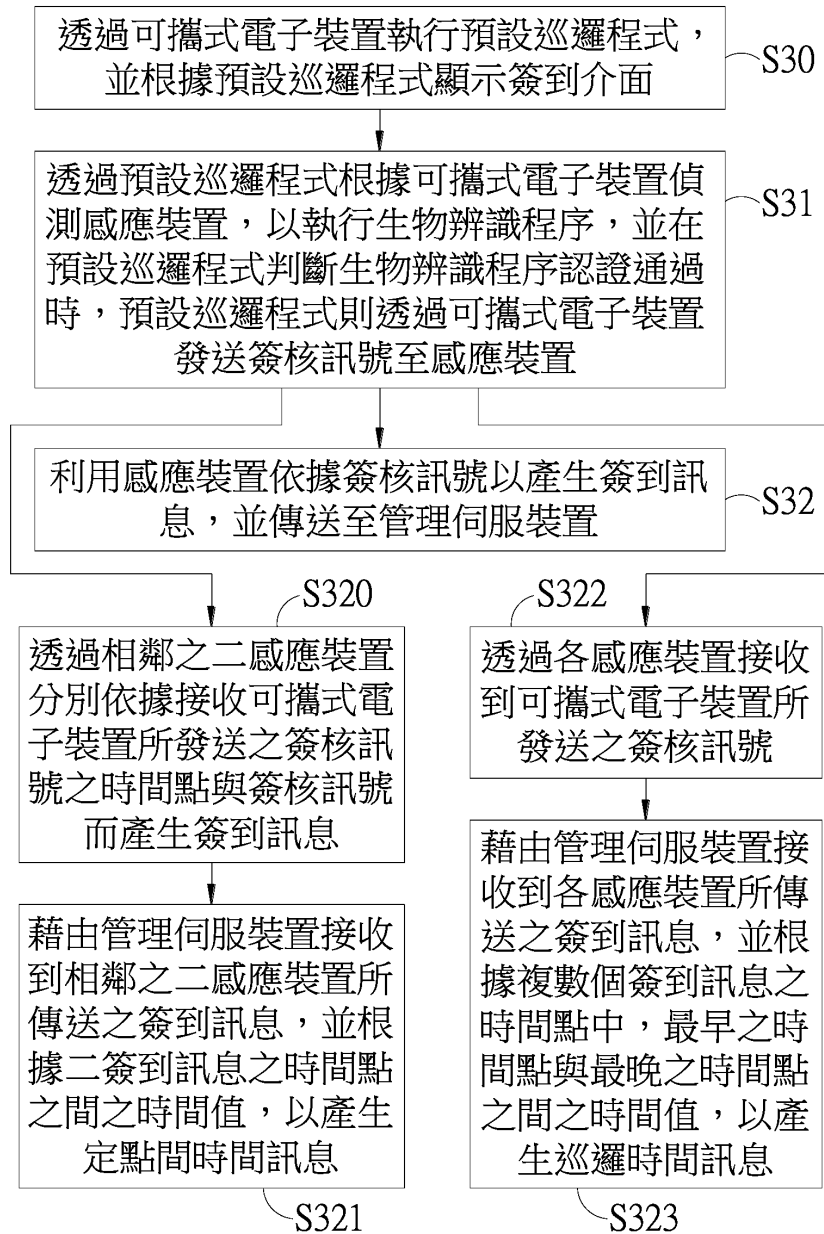 透過可攜式電子裝置執行預設巡邏程式，
並根據預設巡邏程式顯示簽到介面
S30
透過預設巡邏程式根據可攜式電子裝置偵
測感應裝置，以執行生物辨識程序，並在
預設巡邏程式判斷生物辨識程序認證通過
時，預設巡邏程式則透過可攜式電子裝置
發送簽核訊號至感應裝置
S31
利用感應裝置依據簽核訊號以產生簽到訊
息，並傳送至管理伺服裝置
S32
S320
透過相鄰之二感應裝置
分別依據接收可攜式電
子裝置所發送之簽核訊
號之時間點與簽核訊號
而產生簽到訊息
藉由管理伺服裝置接收
到相鄰之二感應裝置所
傳送之簽到訊息，並根
據二簽到訊息之時間點
之間之時間值，以產生
定點間時間訊息
S321
S322
透過各感應裝置接收
到可攜式電子裝置所
發送之簽核訊號
藉由管理伺服裝置接
收到各感應裝置所傳
送之簽到訊息，並根
據複數個簽到訊息之
時間點中，最早之時
間點與最晚之時間點
之間之時間值，以產
生巡邏時間訊息
S323